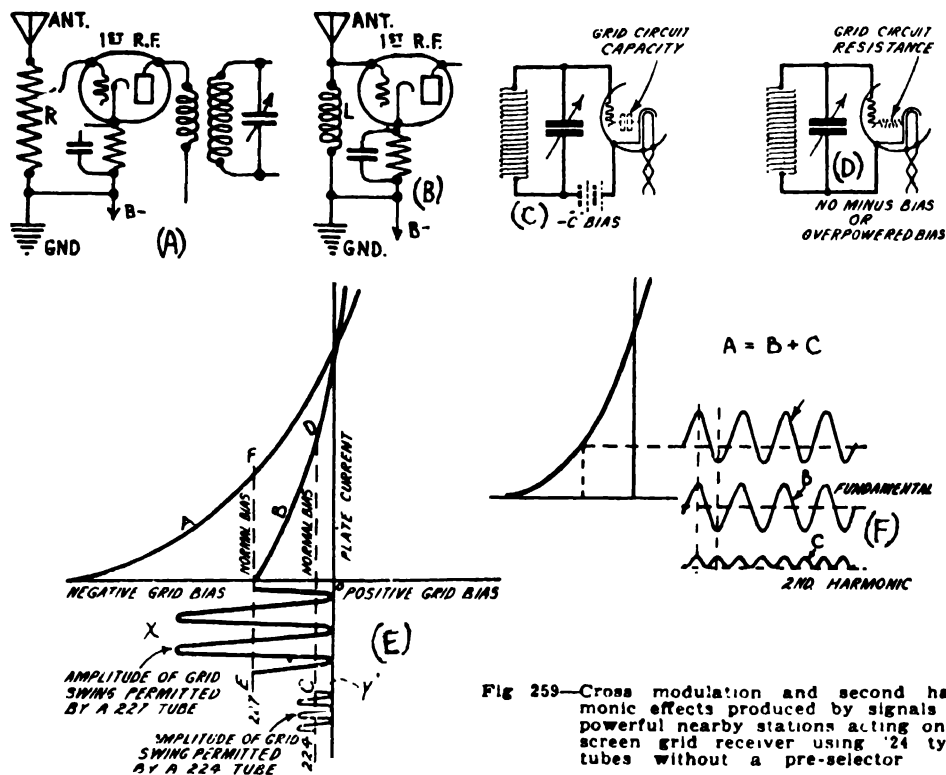 ANT.
1ST R.F.
R
B-
GND
(A)
ANT.
1ST R.F.
L
B-
GND.
(B)
GRID CIRCUIT
CAPACITY
(C)
-C BIAS
GRID CIRCUIT
RESISTANCE
(D)
NO MINUS BIAS
OR
OVERPOWERED BIAS
F
D
A
B
NORMAL BIAS
NORMAL BIAS
PLATE CURRENT
NEGATIVE GRID BIAS
0
POSITIVE GRID BIAS
X
(E)
AMPLITUDE OF GRID
SWING PERMITTED
BY A 227 TUBE
E
227
C
Y'
AMPLITUDE OF GRID
SWING PERMITTED
BY A 224 TUBE
224
A = B + C
B
FUNDAMENTAL
(F)
C
2ND. HARMONIC
Fig 259—Cross modulation and second ha
monic effects produced by signals
powerful nearby stations acting on
screen grid receiver using '24 ty
tubes without a pre-selector